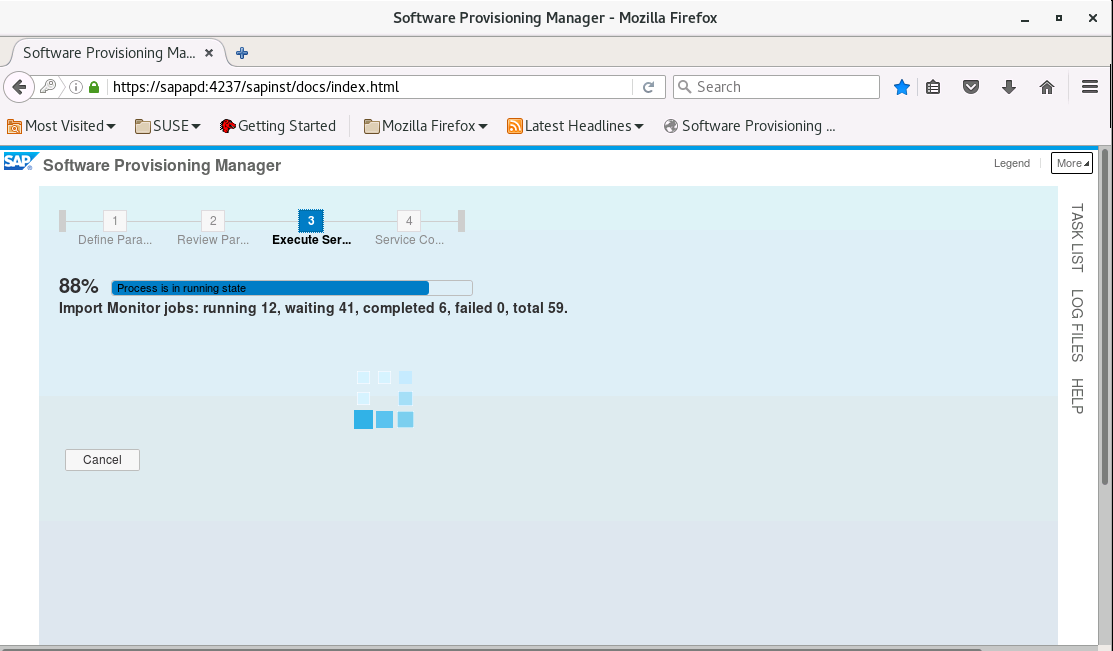 Software Provisioning Manager - Mozilla Firefox
Software Provisioning Ma...
https://sapapd:4237/sapinst/docs/index.html
Search
Most Visited SUSE Getting Started Mozilla Firefox Latest Headlines Software Provisioning ...
SAP Software Provisioning Manager
Legend More
1 2 3 4
Define Para... Review Par... Execute Ser... Service Co...
88% Process is in running state
Import Monitor jobs: running 12, waiting 41, completed 6, failed 0, total 59.
Cancel
TASK LIST
LOG FILES
HELP